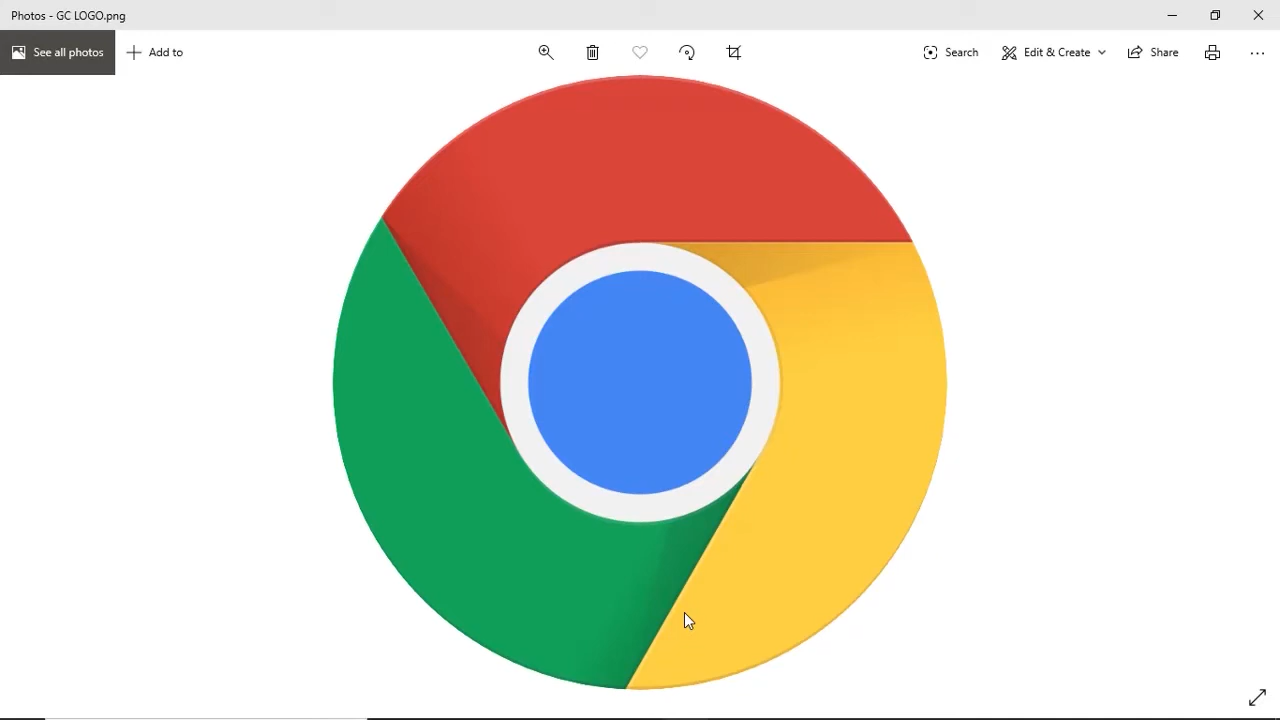 Photos - GC LOGO.png
See all photos
Add to
Search
Edit & Create
Share